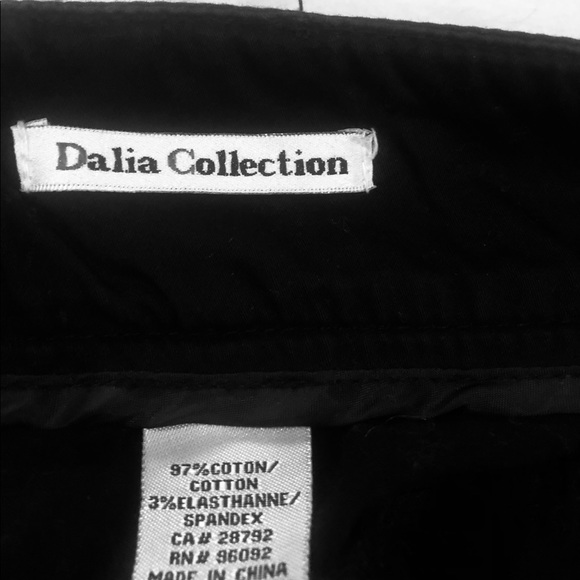 Dalia Collection
97%COTON/
COTTON
3%ELASTHANNE/
SPANDEX
CA# 28792
RN# 96092
MADE IN CHINA